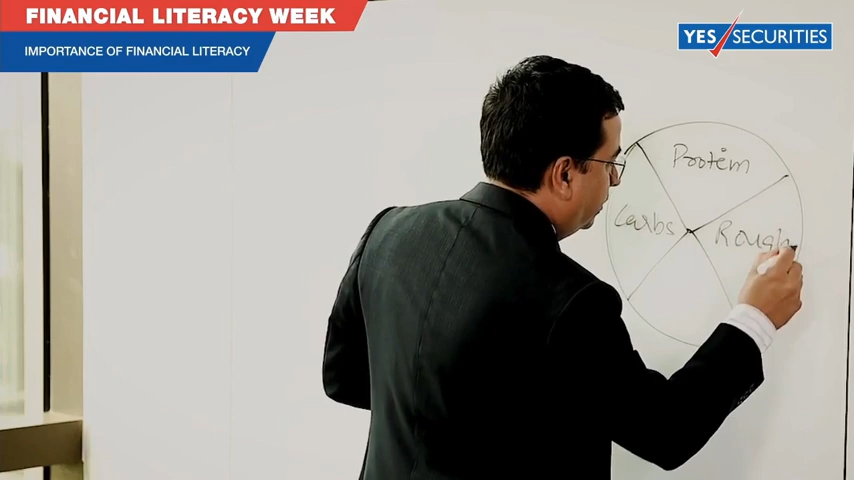 FINANCIAL LITERACY WEEK
IMPORTANCE OF FINANCIAL LITERACY
YES SECURITIES
Protein
Carbs
Rough